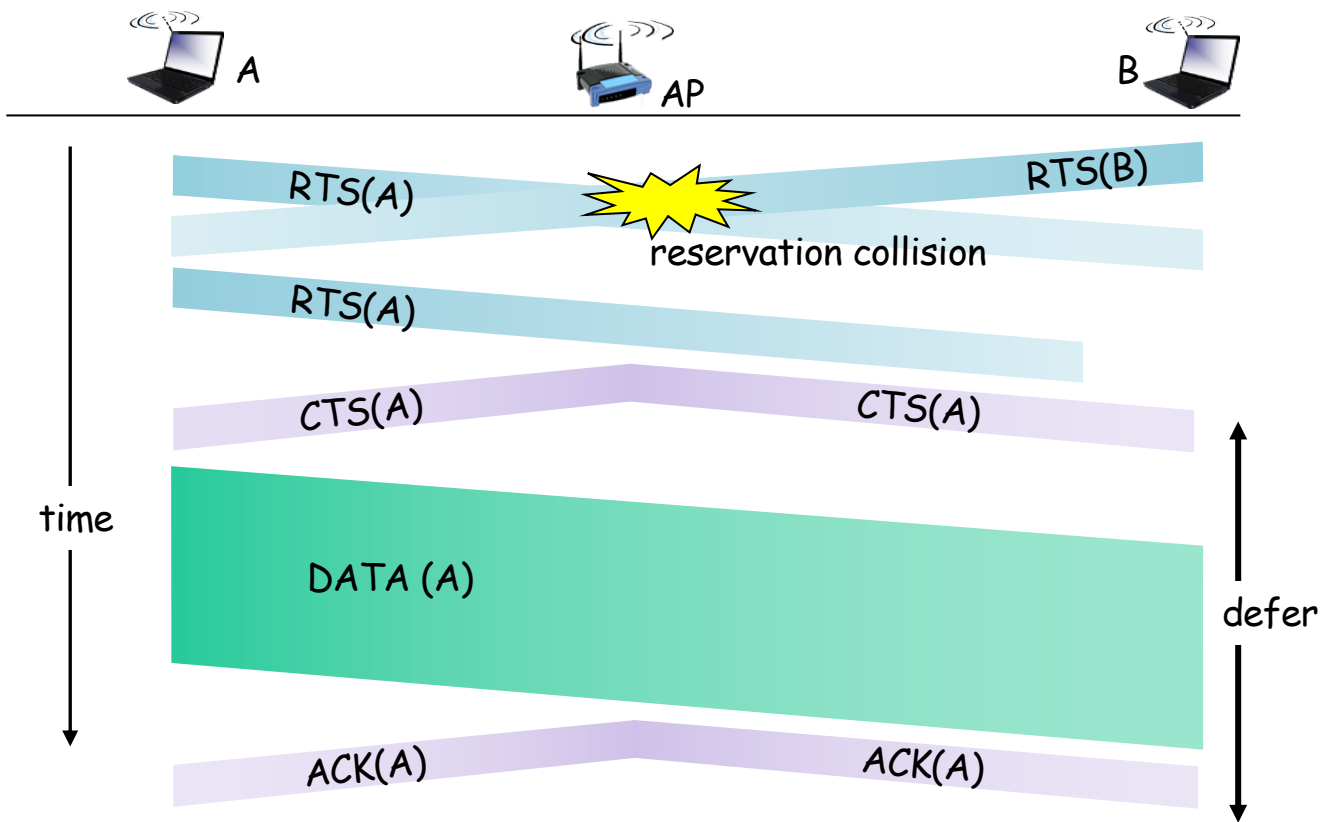 A
AP
B
RTS(A)
RTS(B)
reservation collision
RTS(A)
CTS(A)
CTS(A)
time
DATA (A)
defer
ACK(A)
ACK(A)